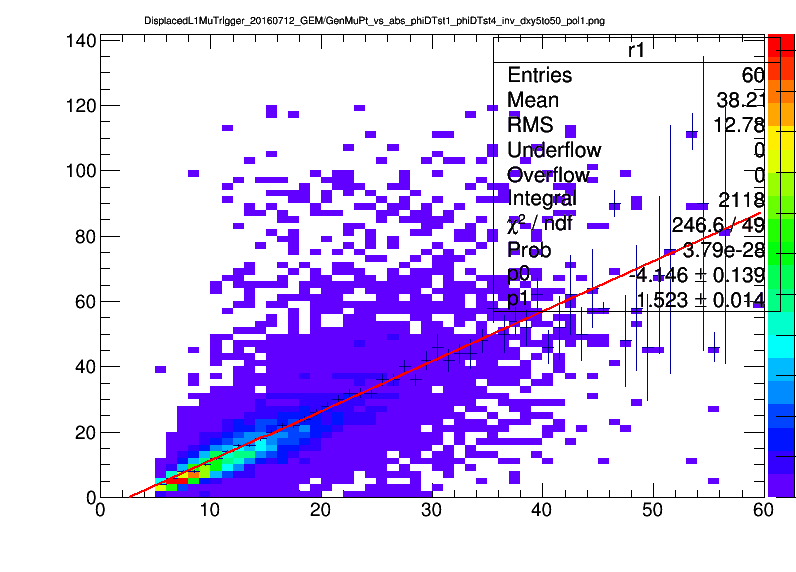 DisplacedL1MuTrigger_20160712_GEM/GenMuPt_vs_abs_phiDTst1_phiDTst4_inv_dxy5to50_pol1.png
r1
Entries 60
Mean 38.21
RMS 12.78
Underflow 0
Overflow 0
Integral 2118
χ² / ndf 246.6 / 49
Prob 3.79e-28
p0 -4.146 ± 0.139
p1 1.523 ± 0.014
140
120
100
80
60
40
20
0
0 10 20 30 40 50 60